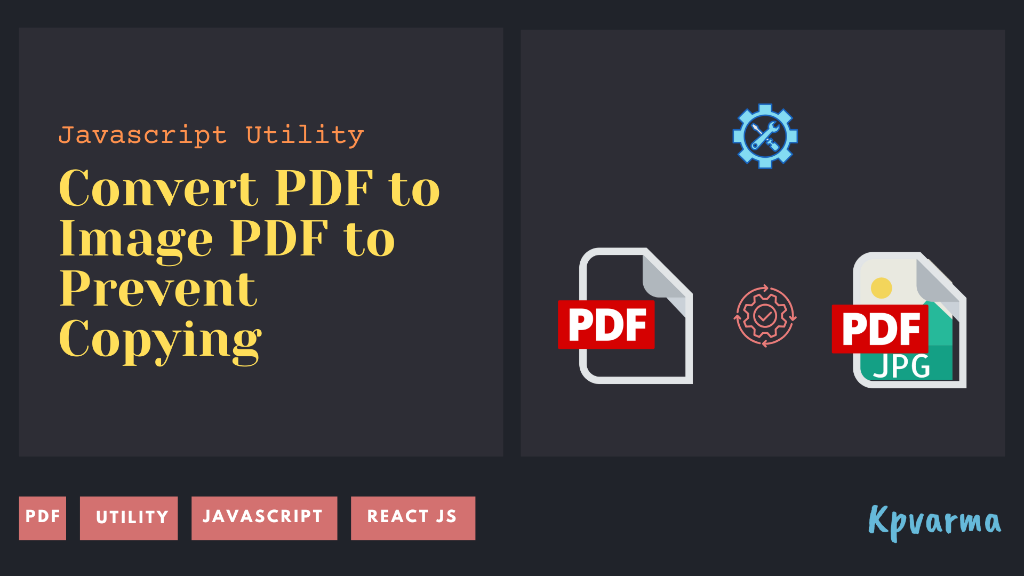 Javascript Utility
Convert PDF to
Image PDF to
Prevent
Copying
PDF
PDF
JPG
PDF
UTILITY
JAVASCRIPT
REACT JS
Kpvarma